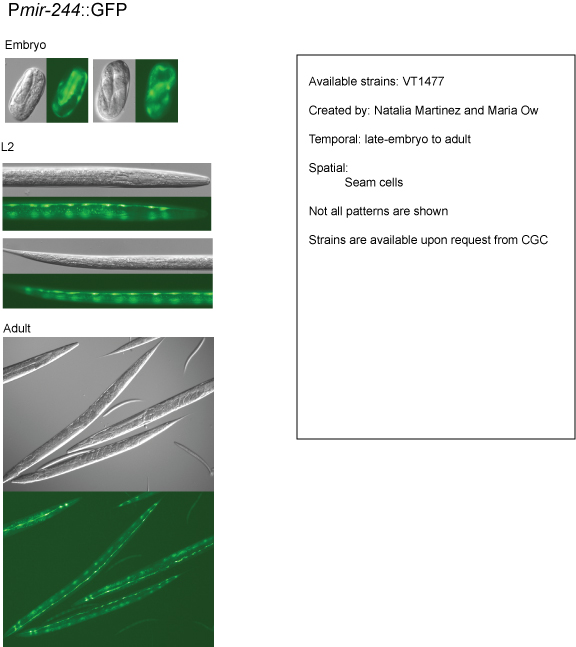 Pmir-244::GFP
Embryo
L2
Adult
Available strains: VT1477
Created by: Natalia Martinez and Maria Ow
Temporal: late-embryo to adult
Spatial:
Seam cells
Not all patterns are shown
Strains are available upon request from CGC